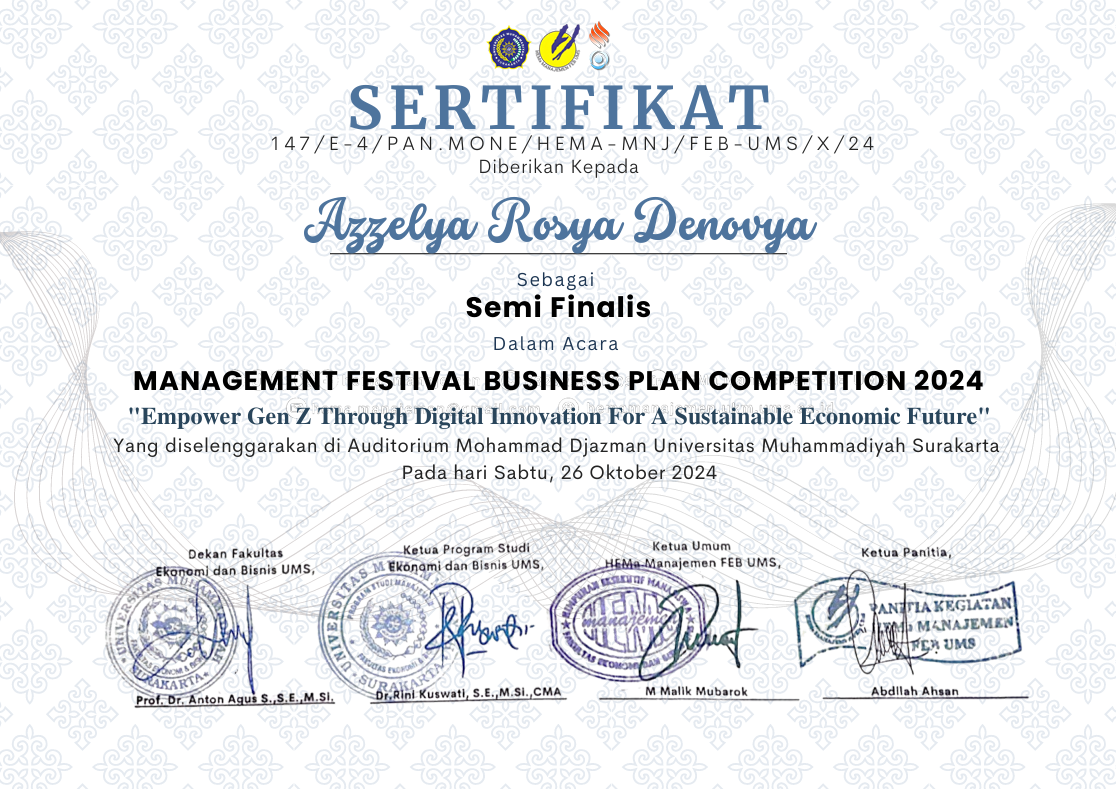 SERTIFIKAT
147/E-4/PAN.MONE/HEMA-MNJ/FEB-UMS/X/24
Diberikan Kepada
Azzelya Rosya Denovya
Sebagai
Semi Finalis
Dalam Acara
MANAGEMENT FESTIVAL BUSINESS PLAN COMPETITION 2024
"Empower Gen Z Through Digital Innovation For A Sustainable Economic Future"
Yang diselenggarakan di Auditorium Mohammad Djazman Universitas Muhammadiyah Surakarta
Pada hari Sabtu, 26 Oktober 2024
Dekan Fakultas
Ekonomi dan Bisnis UMS,
Prof. Dr. Anton Agus S.,S.E.,M.Si.
Ketua Program Studi
Ekonomi dan Bisnis UMS,
Dr.Rini Kuswati, S.E.,M.Si.,CMA
Ketua Umum
HEMa Manajemen FEB UMS,
M Malik Mubarok
Ketua Panitia,
PANITIA KEGIATAN
HEMa MANAJEMEN
FEB UMS
Abdllah Ahsan